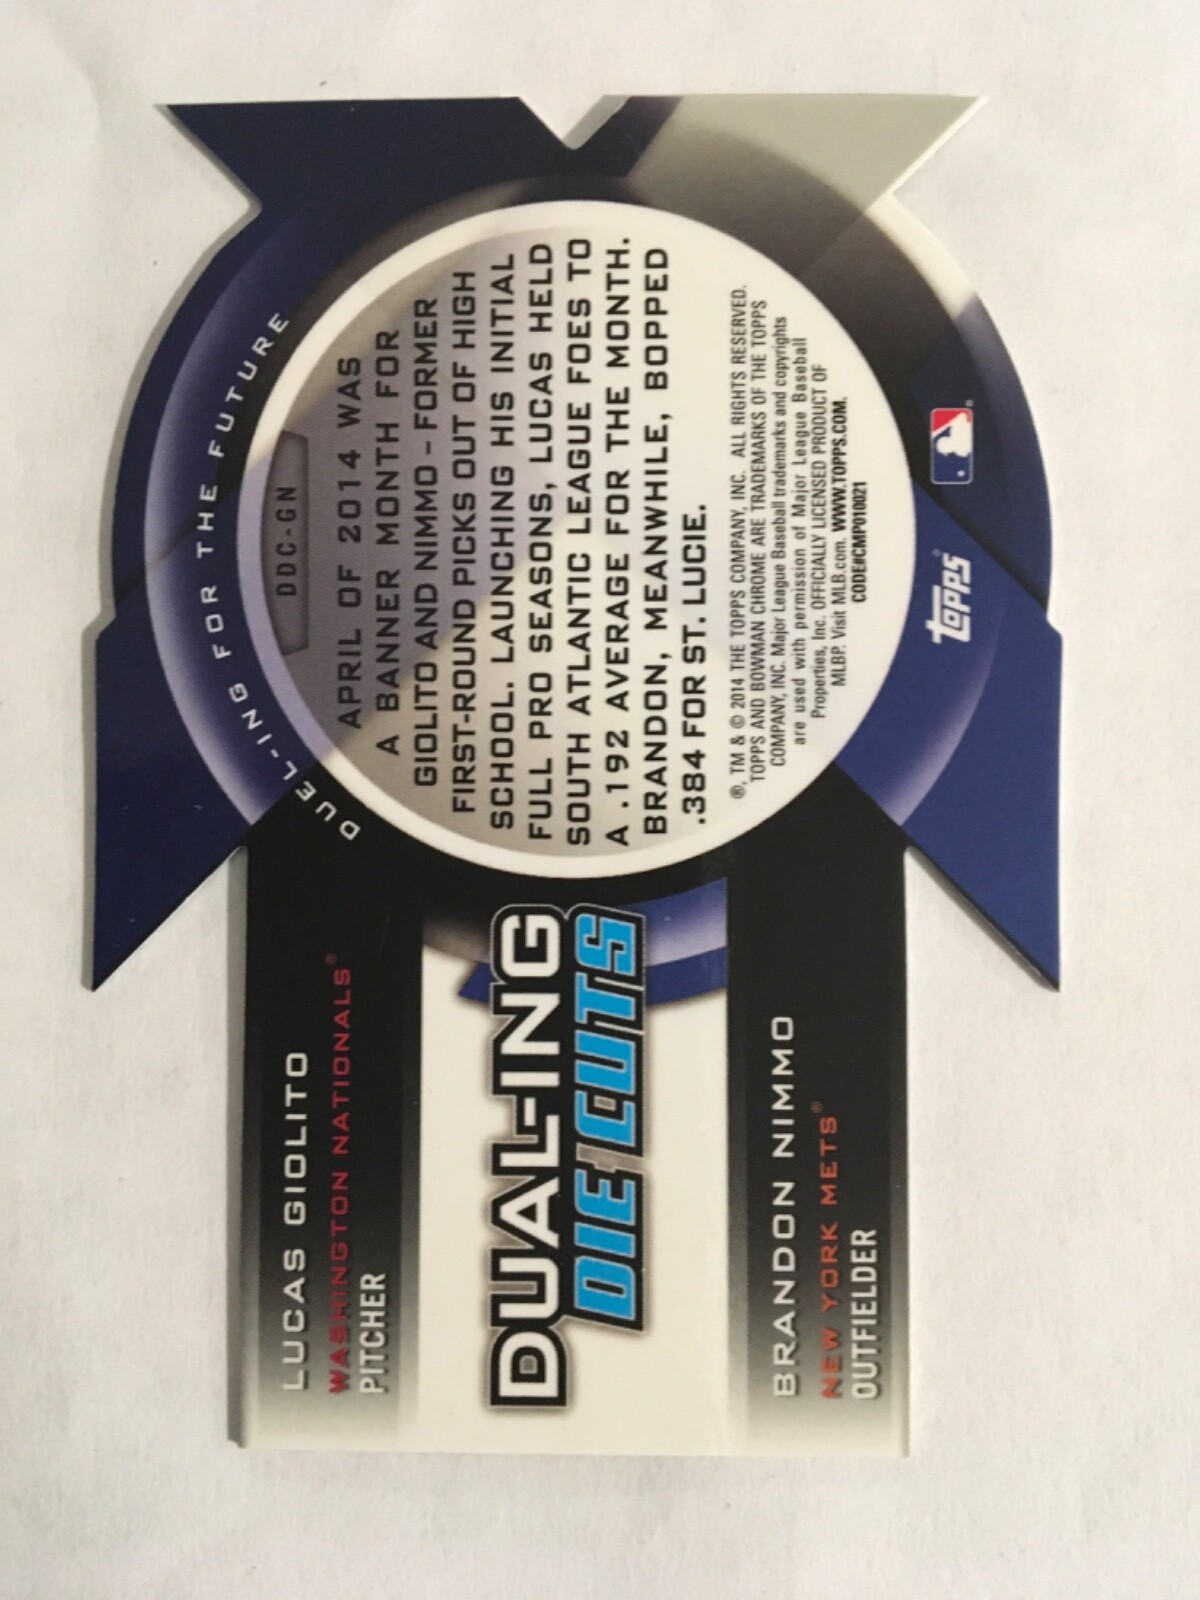 LUCAS GIOLITO
WASHINGTON NATIONALS®
PITCHER
DUAL-ING
DIE CUTS
BRANDON NIMMO
NEW YORK METS®
OUTFIELDER
DUEL-ING FOR THE FUTURE
DDC-GN
APRIL OF 2014 WAS
A BANNER MONTH FOR
GIOLITO AND NIMMO – FORMER
FIRST-ROUND PICKS OUT OF HIGH
SCHOOL. LAUNCHING HIS INITIAL
FULL PRO SEASONS, LUCAS HELD
SOUTH ATLANTIC LEAGUE FOES TO
A .192 AVERAGE FOR THE MONTH.
BRANDON, MEANWHILE, BOPPED
.384 FOR ST. LUCIE.
®, TM & © 2014 THE TOPPS COMPANY, INC. ALL RIGHTS RESERVED.
TOPPS AND BOWMAN CHROME ARE TRADEMARKS OF THE TOPPS
COMPANY, INC. Major League Baseball trademarks and copyrights
are used with permission of Major League Baseball
Properties, Inc. OFFICIALLY LICENSED PRODUCT OF
MLBP. Visit MLB.com. WWW.TOPPS.COM.
CODE#CMP010021
Topps®